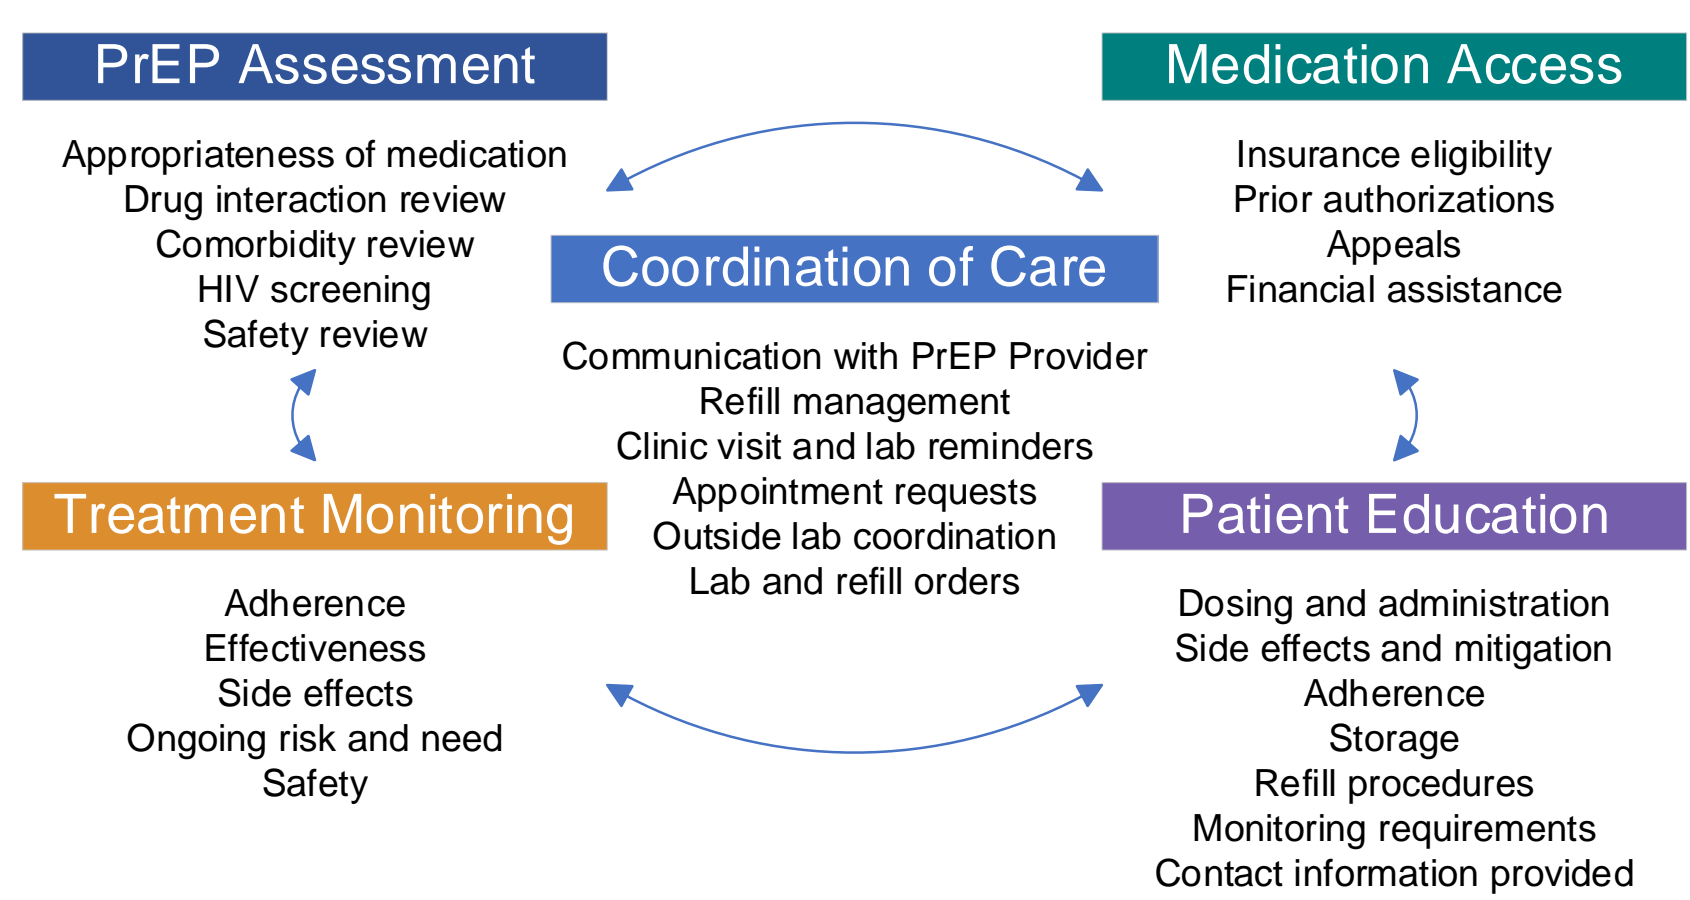 PrEP Assessment
Appropriateness of medication
Drug interaction review
Comorbidity review
HIV screening
Safety review
Medication Access
Insurance eligibility
Prior authorizations
Appeals
Financial assistance
Coordination of Care
Communication with PrEP Provider
Refill management
Clinic visit and lab reminders
Appointment requests
Outside lab coordination
Lab and refill orders
Treatment Monitoring
Adherence
Effectiveness
Side effects
Ongoing risk and need
Safety
Patient Education
Dosing and administration
Side effects and mitigation
Adherence
Storage
Refill procedures
Monitoring requirements
Contact information provided